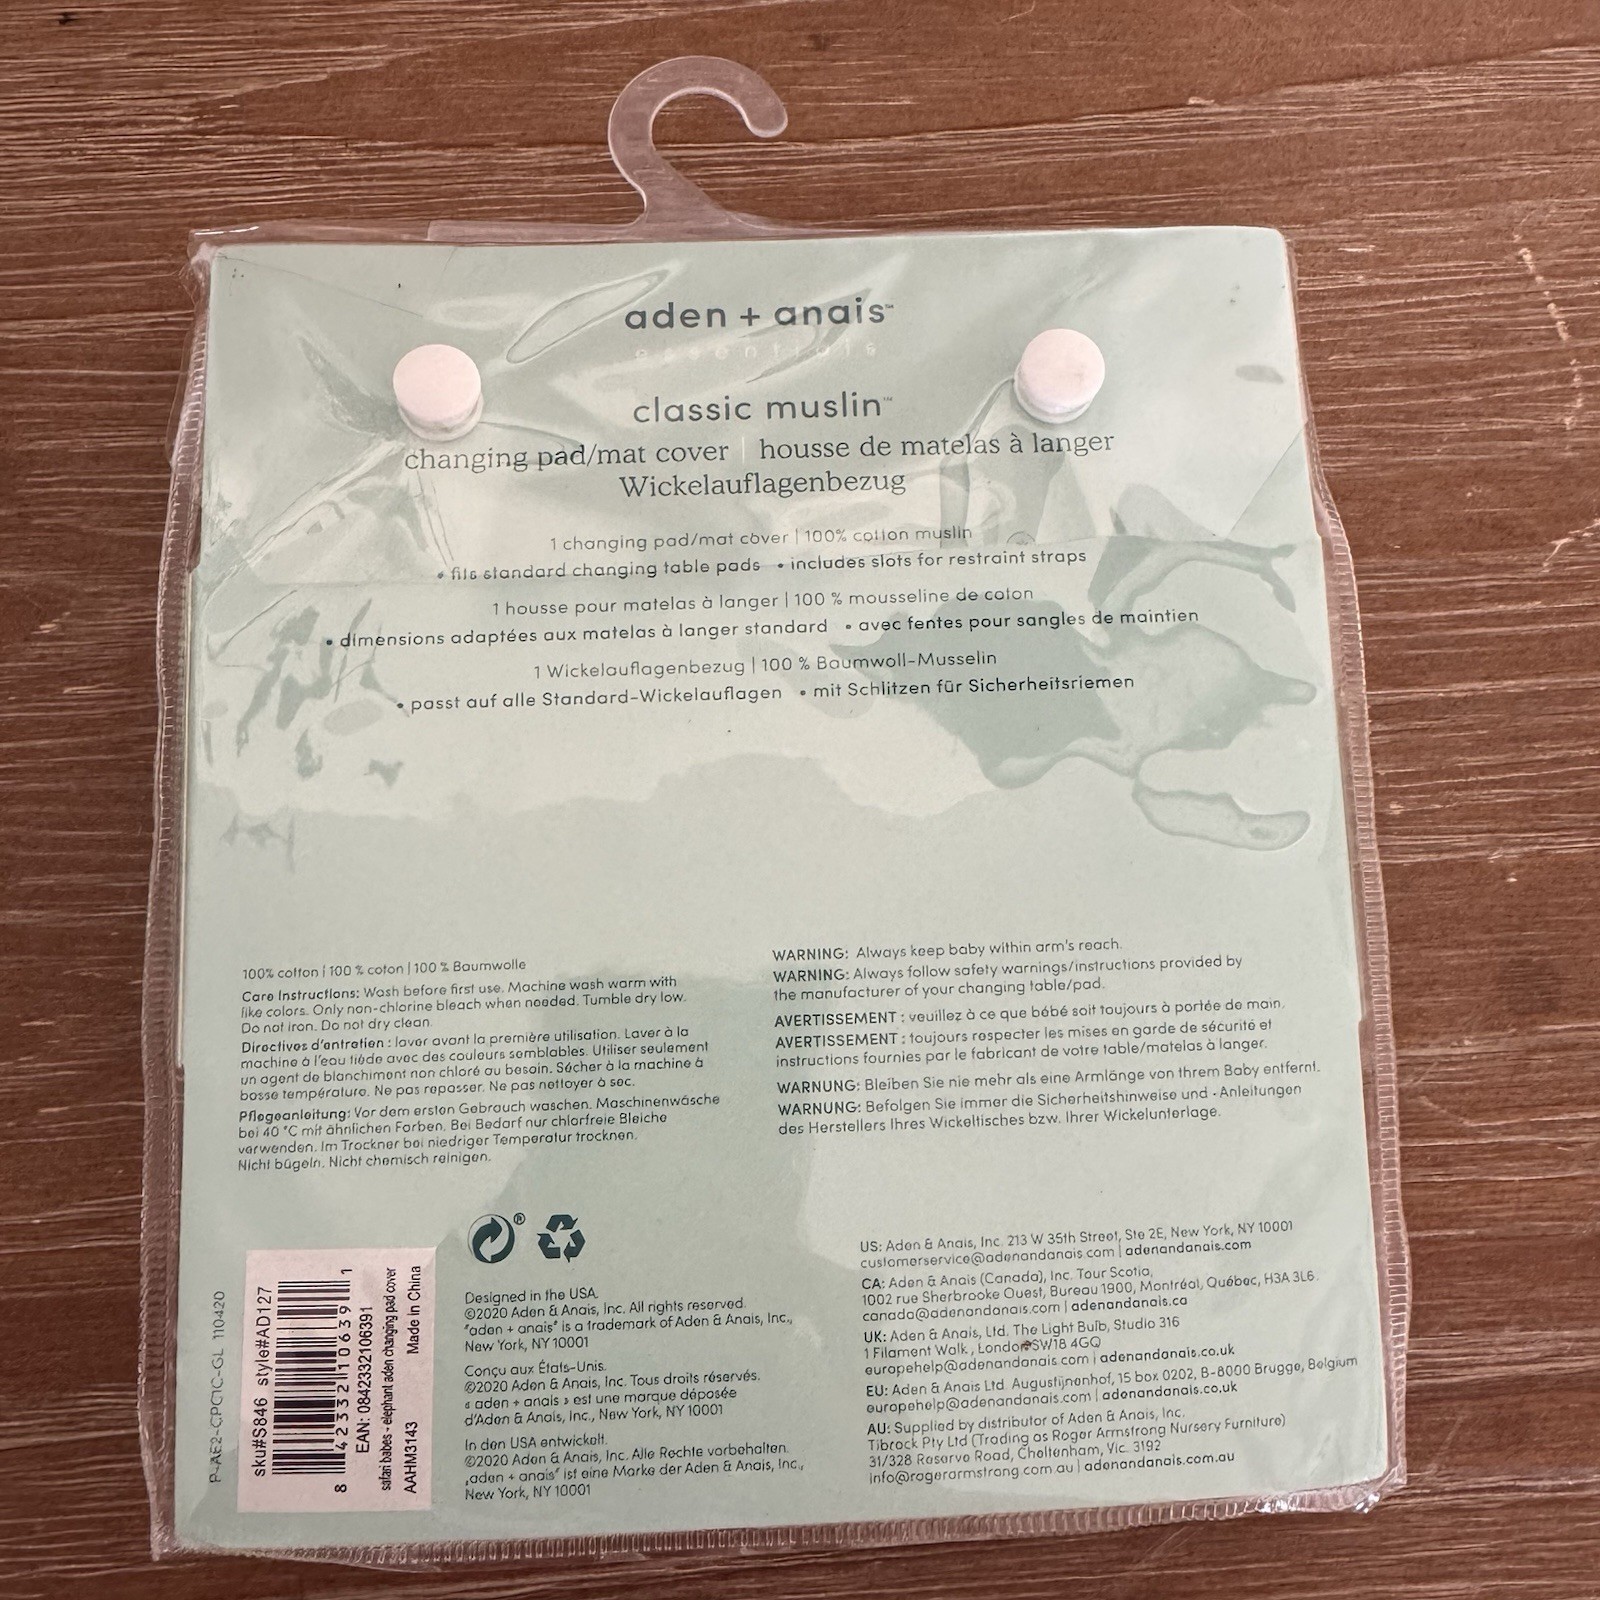 aden + anais™
essentials
classic muslin™
changing pad/mat cover | housse de matelas à langer
Wickelauflagenbezug
1 changing pad/mat cover | 100% cotton muslin
• fits standard changing table pads • includes slots for restraint straps
1 housse pour matelas à langer | 100 % mousseline de coton
• dimensions adaptées aux matelas à langer standard • avec fentes pour sangles de maintien
1 Wickelauflagenbezug | 100 % Baumwoll-Musselin
• passt auf alle Standard-Wickelauflagen • mit Schlitzen für Sicherheitsriemen
100% cotton | 100 % coton | 100 % Baumwolle
Care Instructions: Wash before first use. Machine wash warm with
like colors. Only non-chlorine bleach when needed. Tumble dry low.
Do not iron. Do not dry clean.
Directives d'entretien : laver avant la première utilisation. Laver à la
machine à l'eau tiède avec des couleurs semblables. Utiliser seulement
un agent de blanchiment non chloré au besoin. Sécher à la machine à
basse température. Ne pas repasser. Ne pas nettoyer à sec.
Pflegeanleitung: Vor dem ersten Gebrauch waschen. Maschinenwäsche
bei 40 °C mit ähnlichen Farben. Bei Bedarf nur chlorfreie Bleiche
verwenden. Im Trockner bei niedriger Temperatur trocknen.
Nicht bügeln. Nicht chemisch reinigen.
WARNING: Always keep baby within arm's reach.
WARNING: Always follow safety warnings/instructions provided by
the manufacturer of your changing table/pad.
AVERTISSEMENT : veuillez à ce que bébé soit toujours à portée de main.
AVERTISSEMENT : toujours respecter les mises en garde de sécurité et
instructions fournies par le fabricant de votre table/matelas à langer.
WARNUNG: Bleiben Sie nie mehr als eine Armlänge von Ihrem Baby entfernt.
WARNUNG: Befolgen Sie immer die Sicherheitshinweise und -Anleitungen
des Herstellers Ihres Wickeltisches bzw. Ihrer Wickelunterlage.
P-AE2-CPC1C-GL 110420
sku#S846 style#AD127
8 42332 10639 1
EAN: 0842332106391
safari babes - elephant aden changing pad cover
AAHM3143 Made in China
Designed in the USA.
©2020 Aden & Anais, Inc. All rights reserved.
"aden + anais" is a trademark of Aden & Anais, Inc.,
New York, NY 10001
Conçu aux États-Unis.
©2020 Aden & Anais, Inc. Tous droits réservés.
« aden + anais » est une marque déposée
d'Aden & Anais, Inc., New York, NY 10001
In den USA entwickelt.
©2020 Aden & Anais, Inc. Alle Rechte vorbehalten.
„aden + anais" ist eine Marke der Aden & Anais, Inc.,
New York, NY 10001
US: Aden & Anais, Inc. 213 W 35th Street, Ste 2E, New York, NY 10001
customerservice@adenandanais.com | adenandanais.com
CA: Aden & Anais (Canada), Inc. Tour Scotia,
1002 rue Sherbrooke Ouest, Bureau 1900, Montréal, Québec, H3A 3L6.
canada@adenandanais.com | adenandanais.ca
UK: Aden & Anais, Ltd. The Light Bulb, Studio 316
1 Filament Walk, London SW18 4GQ
europehelp@adenandanais.com | adenandanais.co.uk
EU: Aden & Anais Ltd Augustijnenhof, 15 box 0202, B-8000 Brugge, Belgium
europehelp@adenandanais.com | adenandanais.co.uk
AU: Supplied by distributor of Aden & Anais, Inc.
Tibrock Pty Ltd (Trading as Roger Armstrong Nursery Furniture)
31/328 Reserve Road, Cheltenham, Vic. 3192
info@rogerarmstrong.com.au | adenandanais.com.au